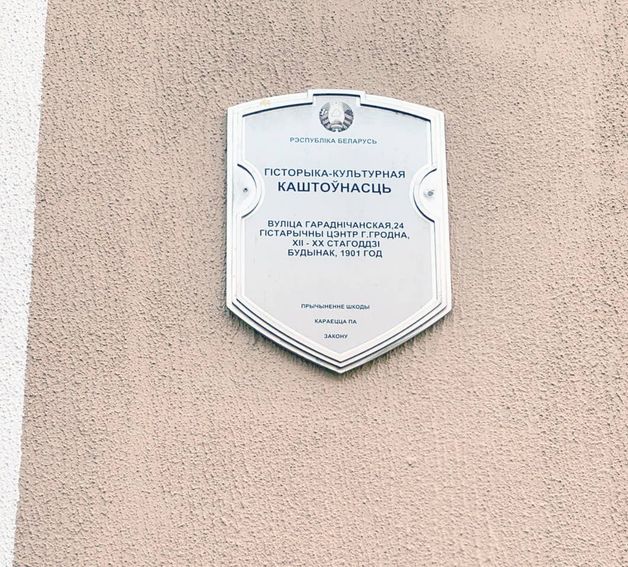 РЭСПУБЛІКА БЕЛАРУСЬ
ГІСТОРЫКА-КУЛЬТУРНАЯ
КАШТОЎНАСЦЬ
ВУЛІЦА ГАРАДНІЧАНСКАЯ,24
ГІСТАРЫЧНЫ ЦЭНТР Г.ГРОДНА,
XII - XX СТАГОДДЗІ
БУДЫНАК, 1901 ГОД
ПРЫЧЫНЕННЕ ШКОДЫ
КАРАЕЦЦА ПА
ЗАКОНУ